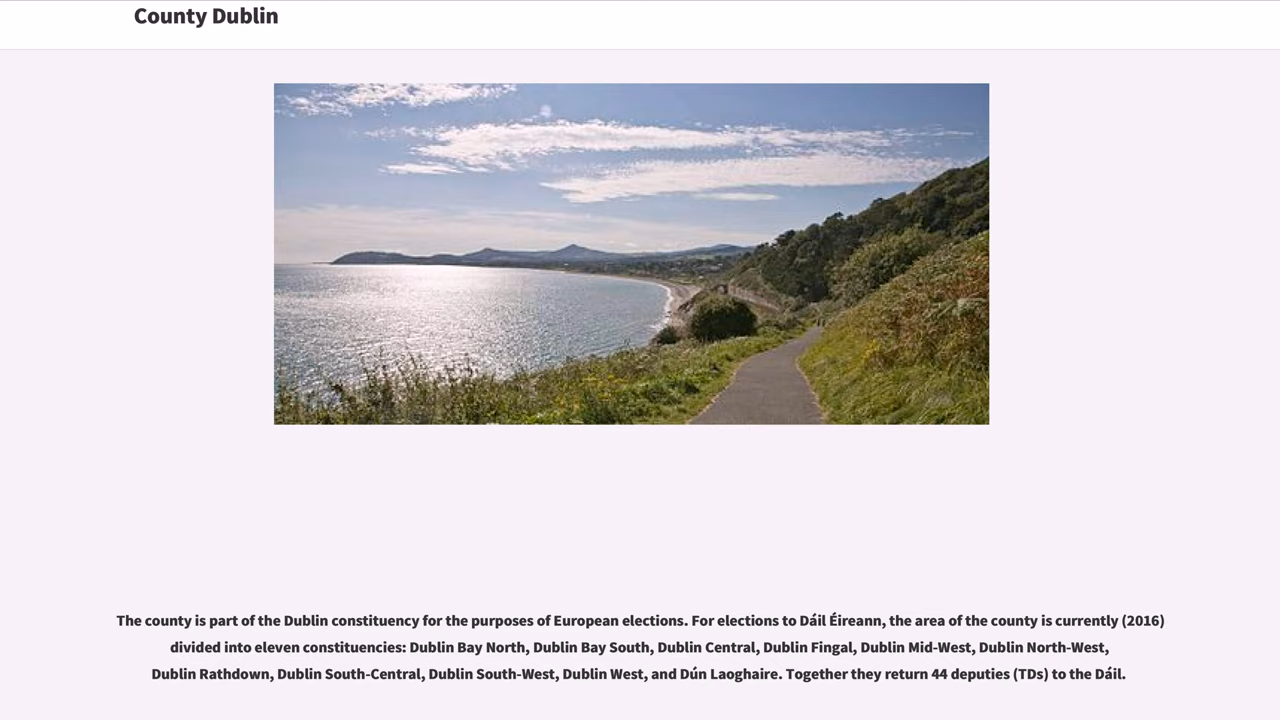 County Dublin
The county is part of the Dublin constituency for the purposes of European elections. For elections to Dáil Éireann, the area of the county is currently (2016)
divided into eleven constituencies: Dublin Bay North, Dublin Bay South, Dublin Central, Dublin Fingal, Dublin Mid-West, Dublin North-West,
Dublin Rathdown, Dublin South-Central, Dublin South-West, Dublin West, and Dún Laoghaire. Together they return 44 deputies (TDs) to the Dáil.